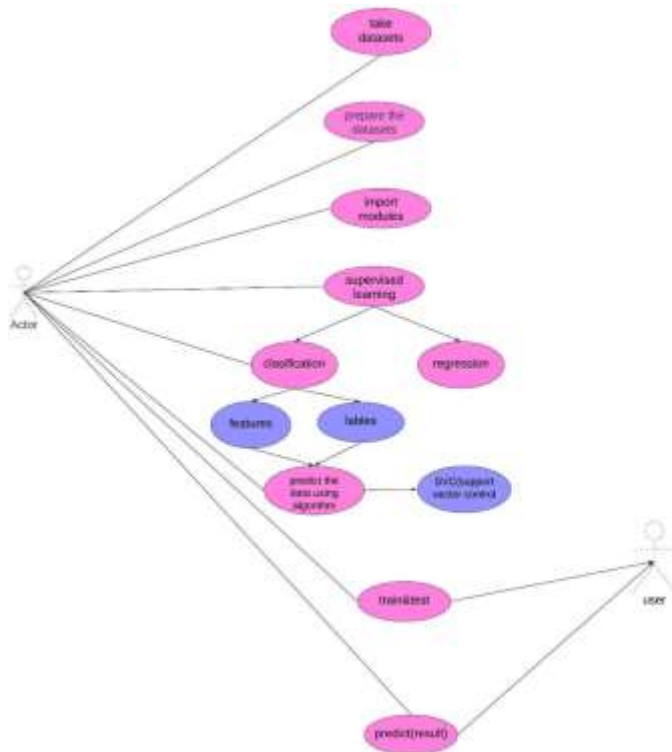 take
datasets
prepare the
datasets
import
modules
supervised
learning
Actor
clasification
regression
features
lables
predict the
data using
algorithm
SVC(support
vector control
train&test
user
predict(result)